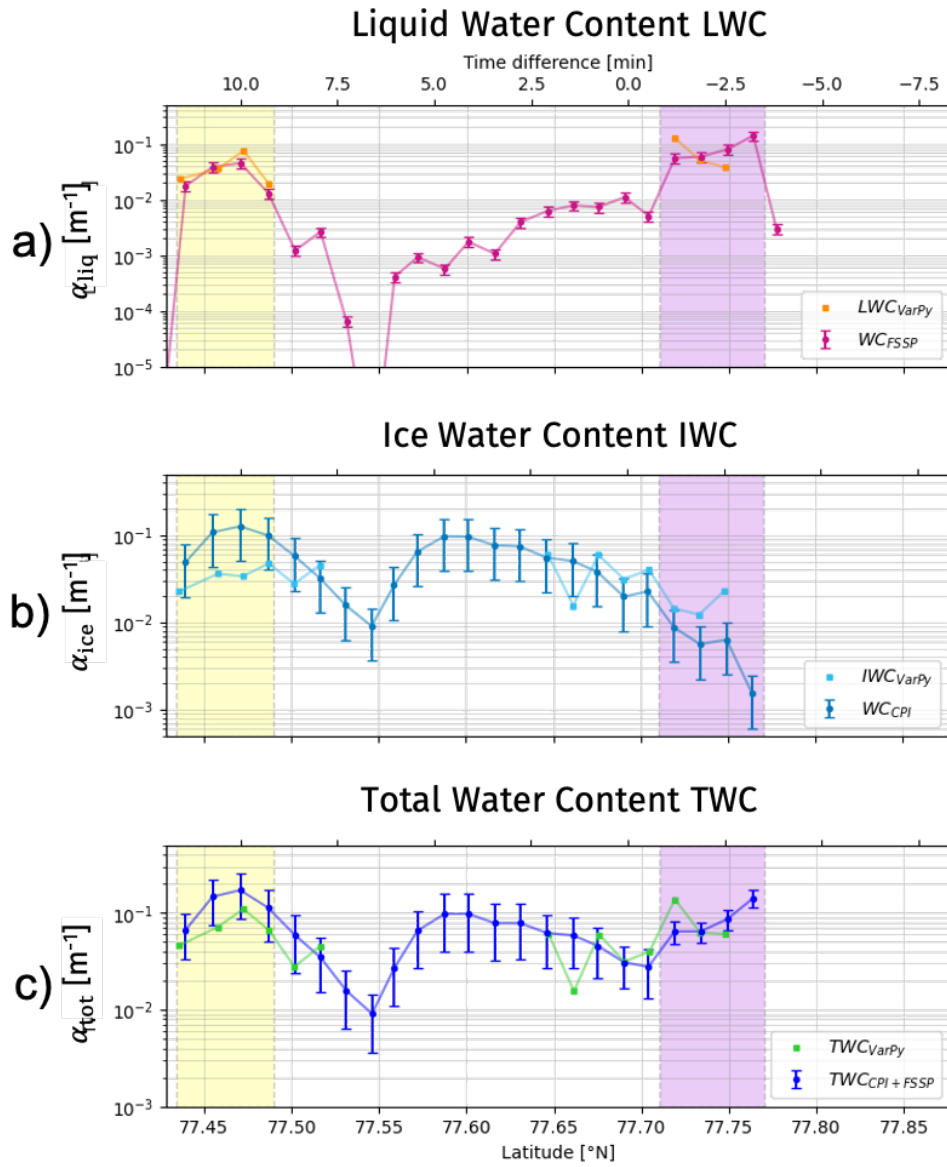 Liquid Water Content LWC
Time difference [min]
10.0 7.5 5.0 2.5 0.0 −2.5 −5.0 −7.5
a)
α_liq [m⁻¹]
10⁻¹
10⁻²
10⁻³
10⁻⁴
10⁻⁵
LWC_VarPy
WC_FSSP
Ice Water Content IWC
b)
α_ice [m⁻¹]
10⁻¹
10⁻²
10⁻³
IWC_VarPy
WC_CPI
Total Water Content TWC
c)
α_tot [m⁻¹]
10⁻¹
10⁻²
10⁻³
TWC_VarPy
TWC_CPI+FSSP
77.45 77.50 77.55 77.60 77.65 77.70 77.75 77.80 77.85
Latitude [°N]